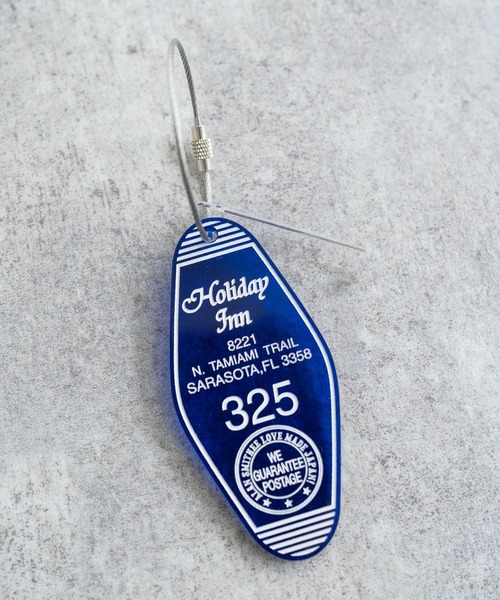 Holiday
Inn
8221
N. TAMIAMI TRAIL
SARASOTA,FL 3358
325
ALAN SMITHEE LOVE MADE JAPAN!
WE
GUARANTEE
POSTAGE